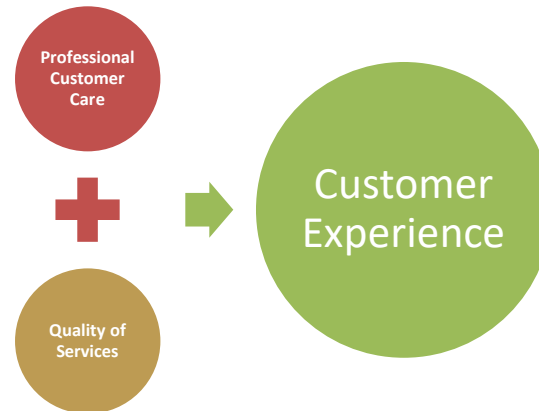 Professional
Customer
Care
Quality of
Services
Customer
Experience